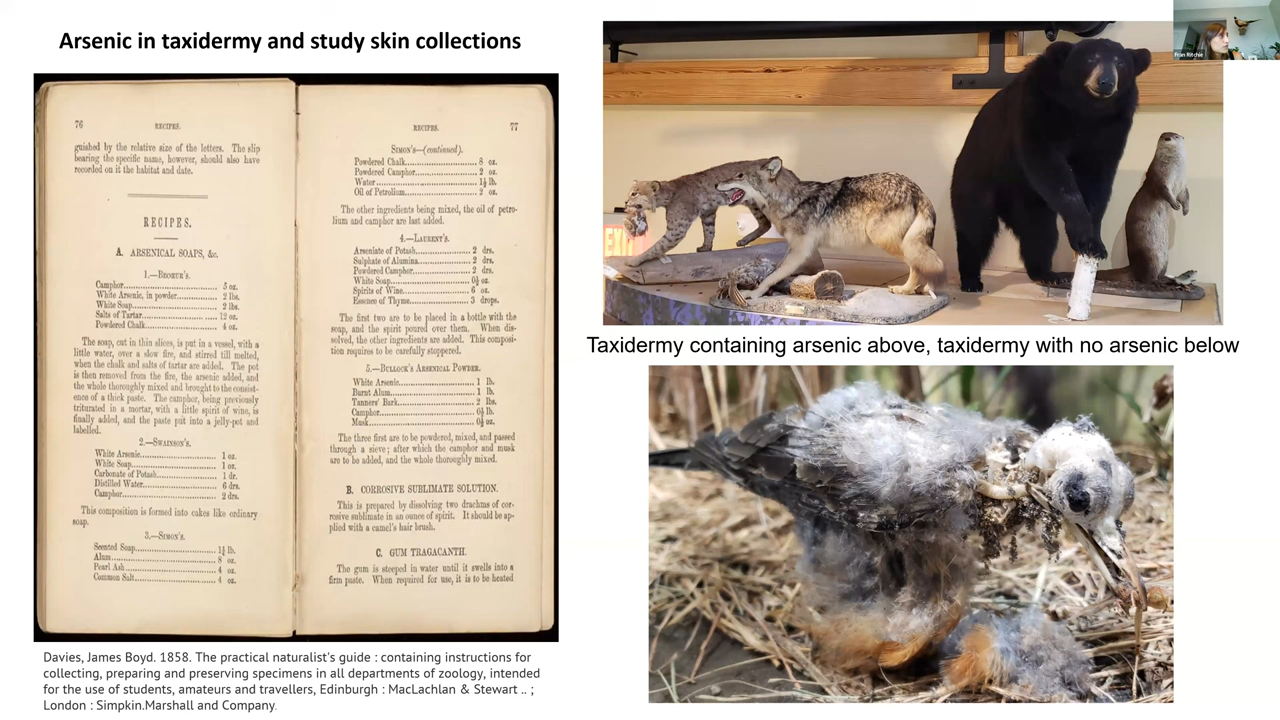 Arsenic in taxidermy and study skin collections
76
RECIPES.
guished by the relative size of the letters. The slip
bearing the specific name, however, should also have
recorded on it the habitat and date.
RECIPES.
A. ARSENICAL SOAPS, &c.
Camphor 5 oz.
White Arsenic, in powder 2 lbs.
White Soap 2 lbs.
Salts of Tartar 12 oz.
Powdered Chalk 4 oz.
The soap, cut in thin slices, is put in a vessel, with a
little water, over a slow fire, and stirred till melted,
when the chalk and salts of tartar are added. The pot
is then removed from the fire, the arsenic added, and
the whole thoroughly mixed and brought to the consist-
ence of a thick paste. The camphor, being previously
triturated in a mortar, with a little spirit of wine, is
finally added, and the paste put into a jelly-pot and
labelled.
2.—SWAINSON'S.
White Arsenic 1 oz.
White Soap 1 oz.
Carbonate of Potash 1 dr.
Distilled Water 6 drs.
Camphor 2 drs.
This composition is formed into cakes like ordinary
soap.
3.—SIMON'S.
Scented Soap 1½ lb.
Alum 8 oz.
Pearl Ash 4 oz.
Common Salt 4 oz.
RECIPES.
77
SIMON'S—(continued).
Powdered Chalk 8 oz.
Powdered Camphor 2 oz.
Water 1½ lb.
Oil of Petrolium 2 oz.
The other ingredients being mixed, the oil of petro-
lium and camphor are last added.
4.—LAURENT'S.
Arseniate of Potash 2 drs.
Sulphate of Alumina 2 drs.
Powdered Camphor 2 drs.
White Soap 0½ oz.
Spirits of Wine 6 oz.
Essence of Thyme 3 drops.
The first two are to be placed in a bottle with the
soap, and the spirit poured over them. When dis-
solved, the other ingredients are added. This composi-
tion requires to be carefully stoppered.
5.—BULLOCK'S ARSENICAL POWDER.
White Arsenic 1 lb.
Burnt Alum 1 lb.
Tanners' Bark 2 lbs.
Camphor 0½ lb.
Musk 0½ oz.
The three first are to be powdered, mixed, and passed
through a sieve; after which the camphor and musk
are to be added, and the whole thoroughly mixed.
B. CORROSIVE SUBLIMATE SOLUTION.
This is prepared by dissolving two drachms of cor-
rosive sublimate in an ounce of spirit. It should be ap-
plied with a camel's hair brush.
C. GUM TRAGACANTH.
The gum is steeped in water until it swells into a
firm paste. When required for use, it is to be heated
Davies, James Boyd. 1858. The practical naturalist's guide : containing instructions for
collecting, preparing and preserving specimens in all departments of zoology, intended
for the use of students, amateurs and travellers, Edinburgh : MacLachlan & Stewart .. ;
London : Simpkin.Marshall and Company.
EXIT
Taxidermy containing arsenic above, taxidermy with no arsenic below
Fran Ritchie